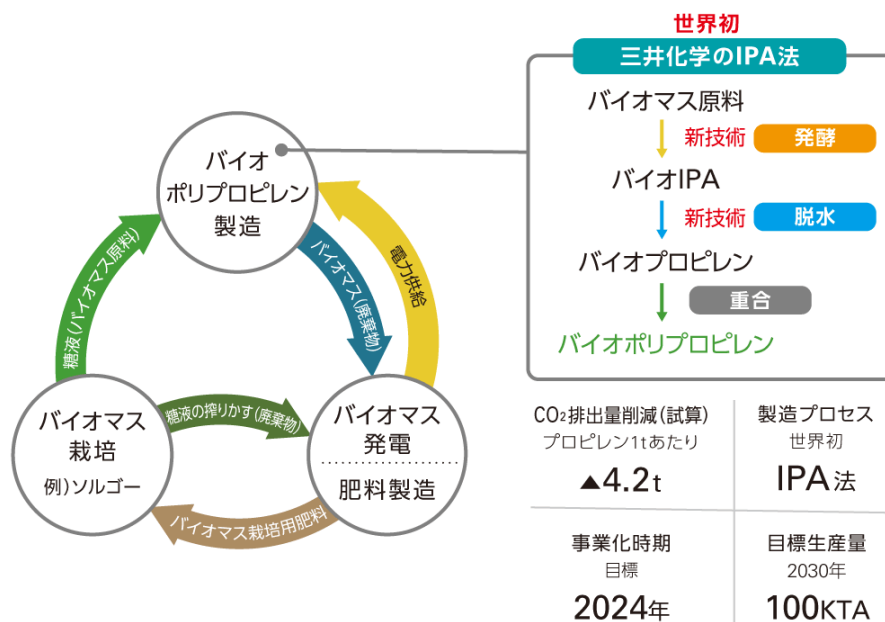 世界初
三井化学のIPA法
バイオマス原料
新技術 発酵
バイオIPA
新技術 脱水
バイオプロピレン
重合
バイオポリプロピレン
バイオ
ポリプロピレン
製造
糖液(バイオマス原料)
バイオマス(廃棄物)
電力供給
バイオマス
栽培
例)ソルゴー
糖液の搾りかす(廃棄物)
バイオマス
発電
肥料製造
バイオマス栽培用肥料
CO₂排出量削減(試算)
プロピレン1tあたり
▲4.2t
製造プロセス
世界初
IPA法
事業化時期
目標
2024年
目標生産量
2030年
100KTA